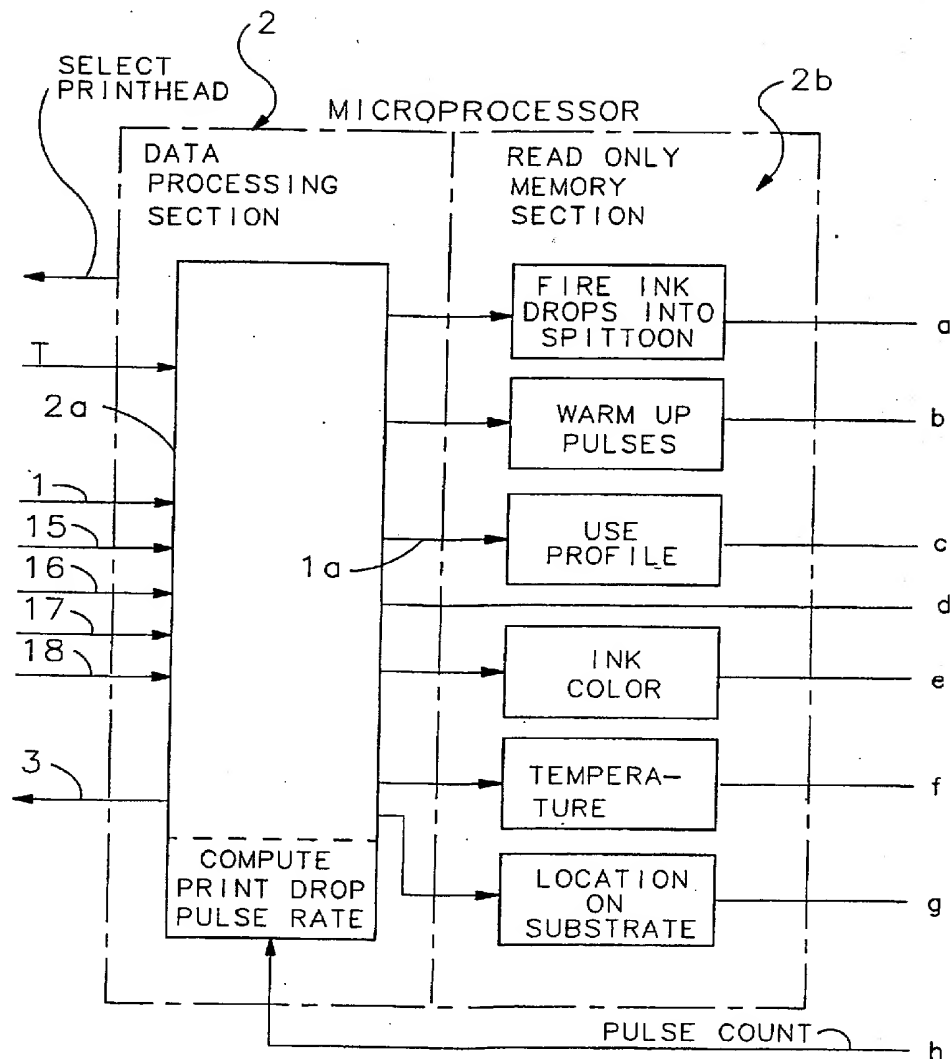 2
SELECT
PRINTHEAD
MICROPROCESSOR
2b
DATA
PROCESSING
SECTION
READ ONLY
MEMORY
SECTION
FIRE INK
DROPS INTO
SPITTOON
a
T
2a
WARM UP
PULSES
b
1
15
16
17
18
1a
USE
PROFILE
c
d
INK
COLOR
e
3
TEMPERA-
TURE
f
COMPUTE
PRINT DROP
PULSE RATE
LOCATION
ON
SUBSTRATE
g
PULSE COUNT
h